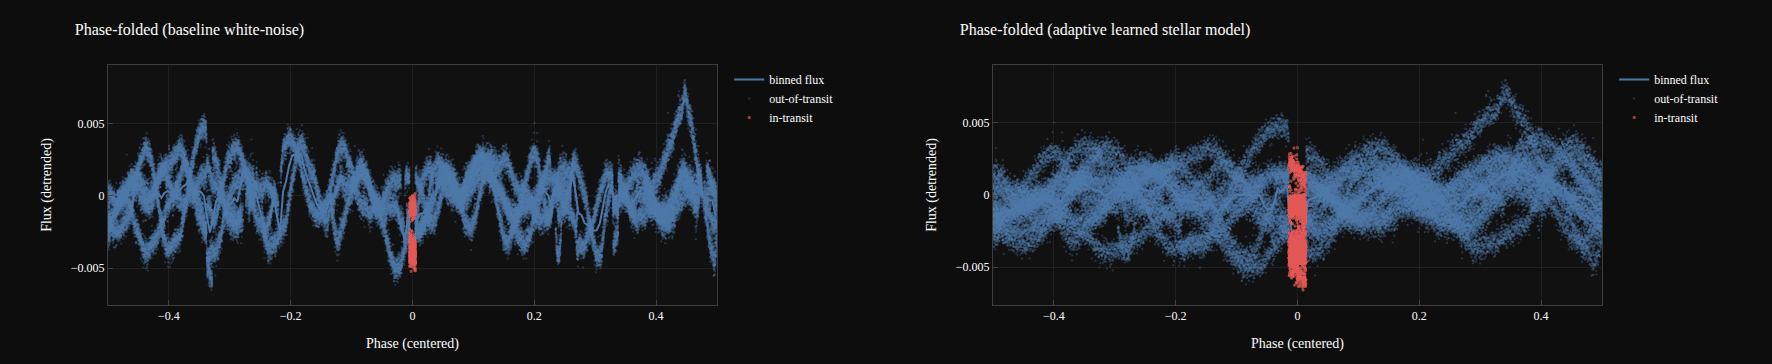 Phase-folded (baseline white-noise)
binned flux
out-of-transit
in-transit
0.005
0
−0.005
Flux (detrended)
−0.4
−0.2
0
0.2
0.4
Phase (centered)
Phase-folded (adaptive learned stellar model)
binned flux
out-of-transit
in-transit
0.005
0
−0.005
Flux (detrended)
−0.4
−0.2
0
0.2
0.4
Phase (centered)